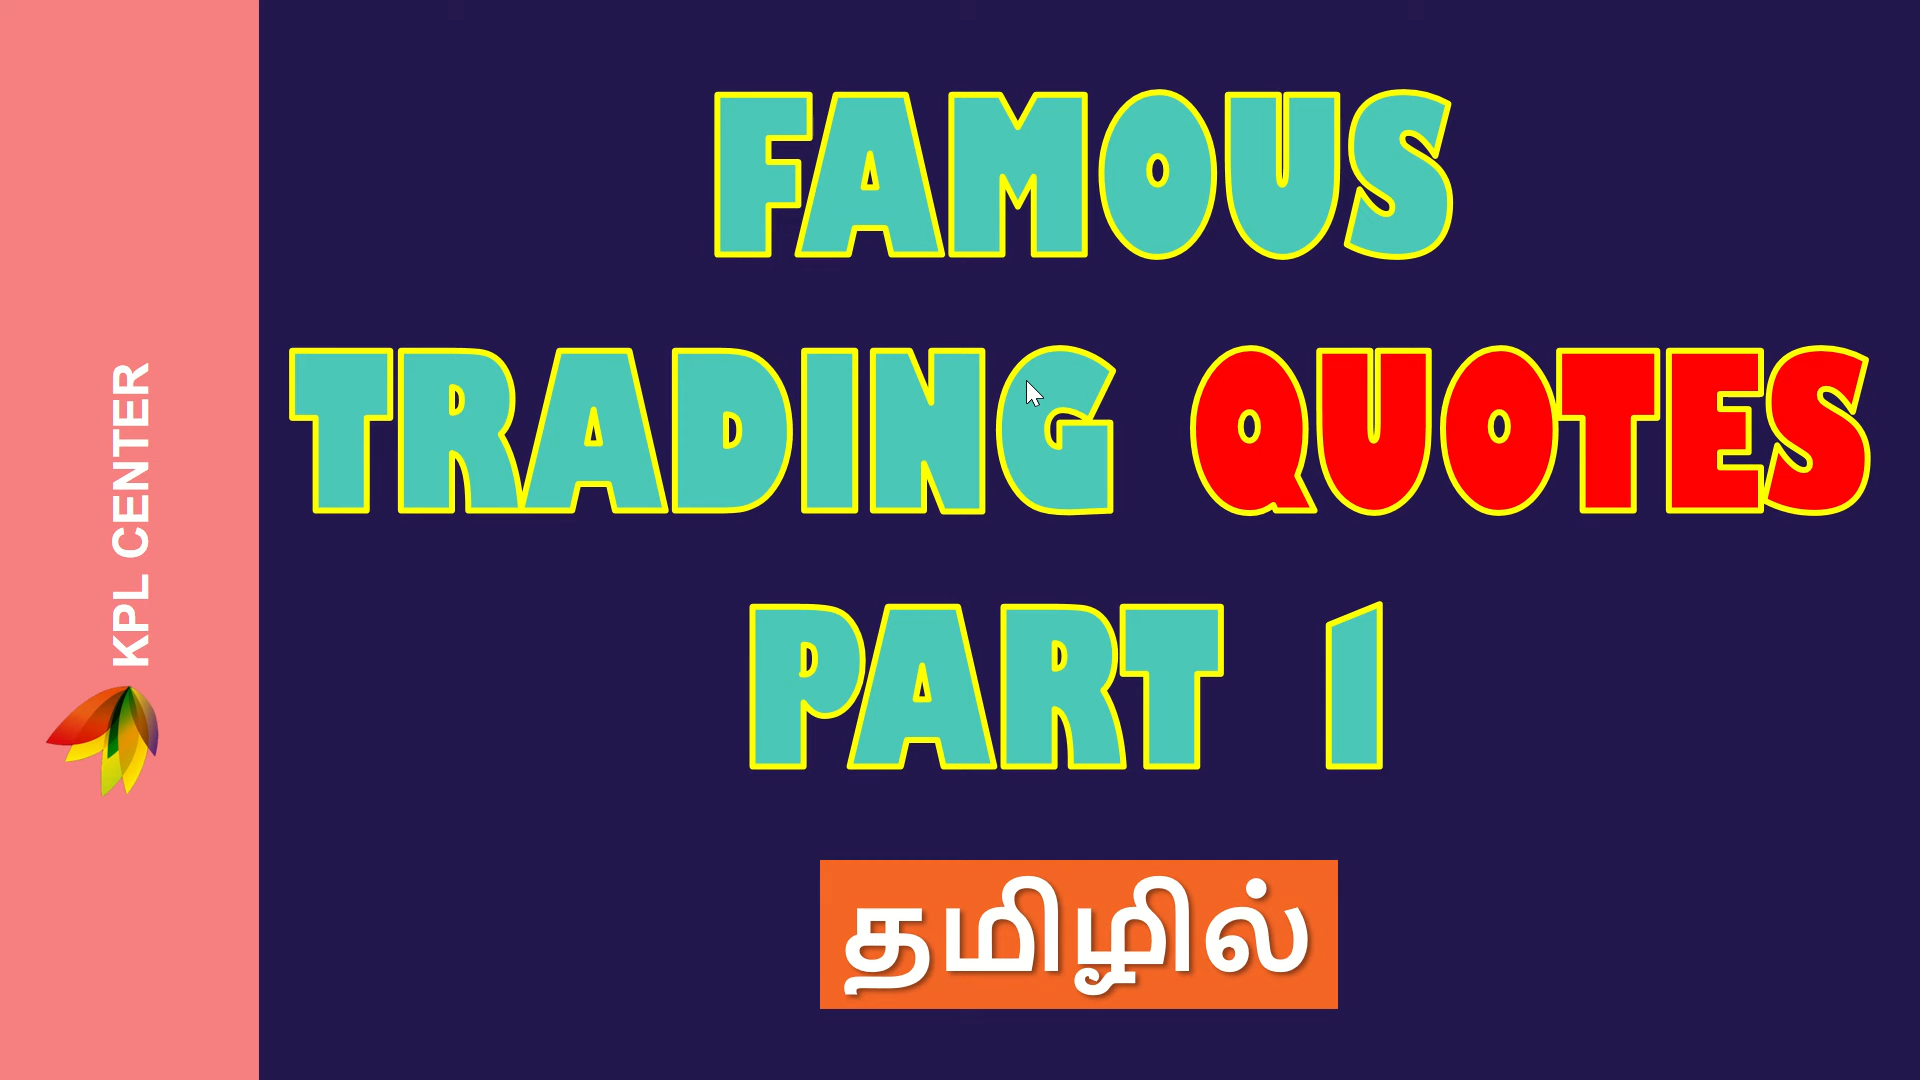 KPL CENTER
FAMOUS
TRADING QUOTES
PART 1
தமிழில்